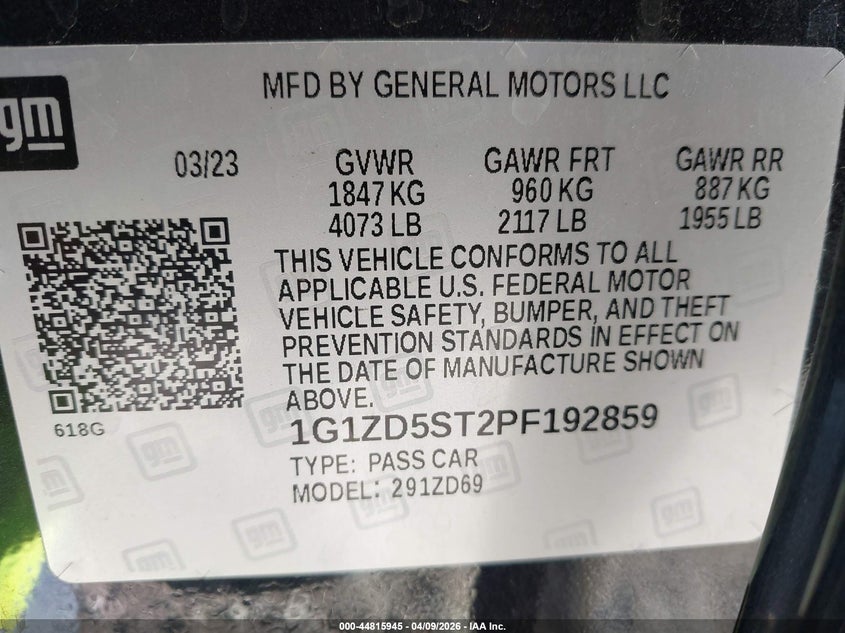 gm
MFD BY GENERAL MOTORS LLC
03/23
GVWR GAWR FRT GAWR RR
1847 KG 960 KG 887 KG
4073 LB 2117 LB 1955 LB
THIS VEHICLE CONFORMS TO ALL
APPLICABLE U.S. FEDERAL MOTOR
VEHICLE SAFETY, BUMPER, AND THEFT
PREVENTION STANDARDS IN EFFECT ON
THE DATE OF MANUFACTURE SHOWN
ABOVE.
618G
1G1ZD5ST2PF192859
TYPE: PASS CAR
MODEL: 291ZD69
000-44815945 - 04/09/2026 - IAA Inc.